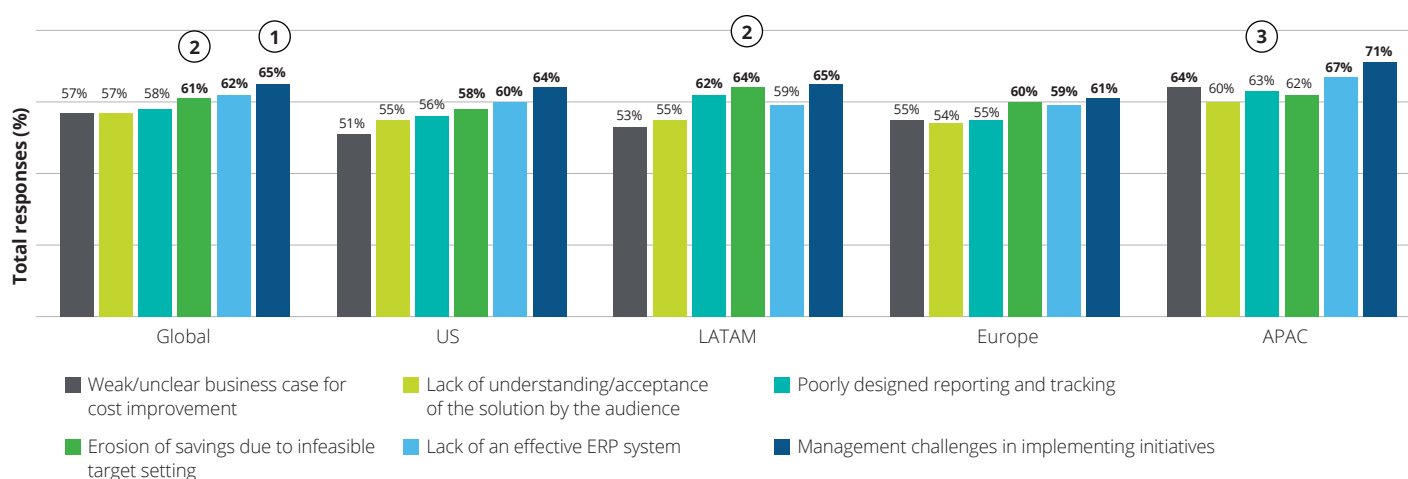 2
1
2
3
Total responses (%)
57%
57%
58%
61%
62%
65%
51%
55%
56%
58%
60%
64%
53%
55%
62%
64%
59%
65%
55%
54%
55%
60%
59%
61%
64%
60%
63%
62%
67%
71%
Global
US
LATAM
Europe
APAC
Weak/unclear business case for
cost improvement
Lack of understanding/acceptance
of the solution by the audience
Poorly designed reporting and tracking
Erosion of savings due to infeasible
target setting
Lack of an effective ERP system
Management challenges in implementing initiatives